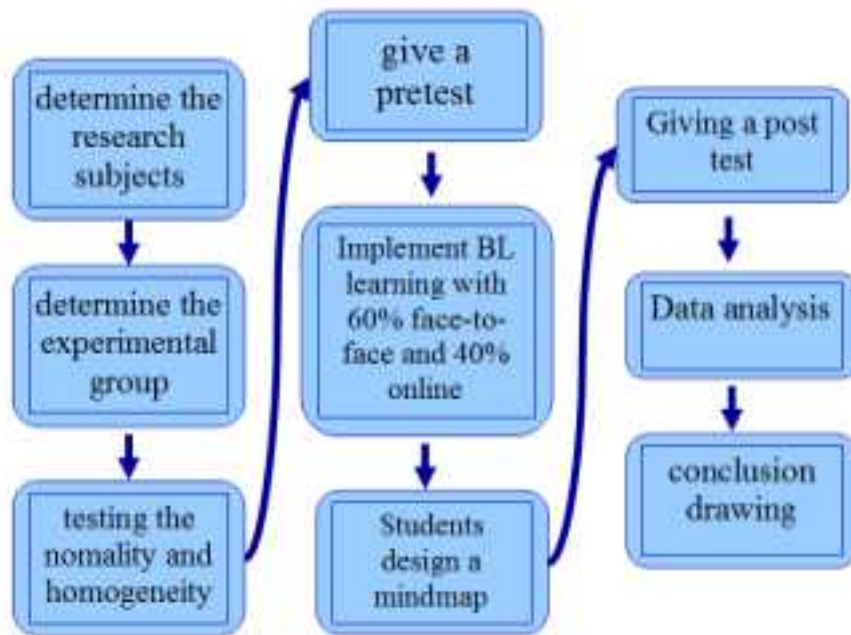 determine the
research
subjects
determine the
experimental
group
testing the
nomality and
homogeneity
give a
pretest
Implement BL
learning with
60% face-to-
face and 40%
online
Students
design a
mindmap
Giving a post
test
Data analysis
conclusion
drawing